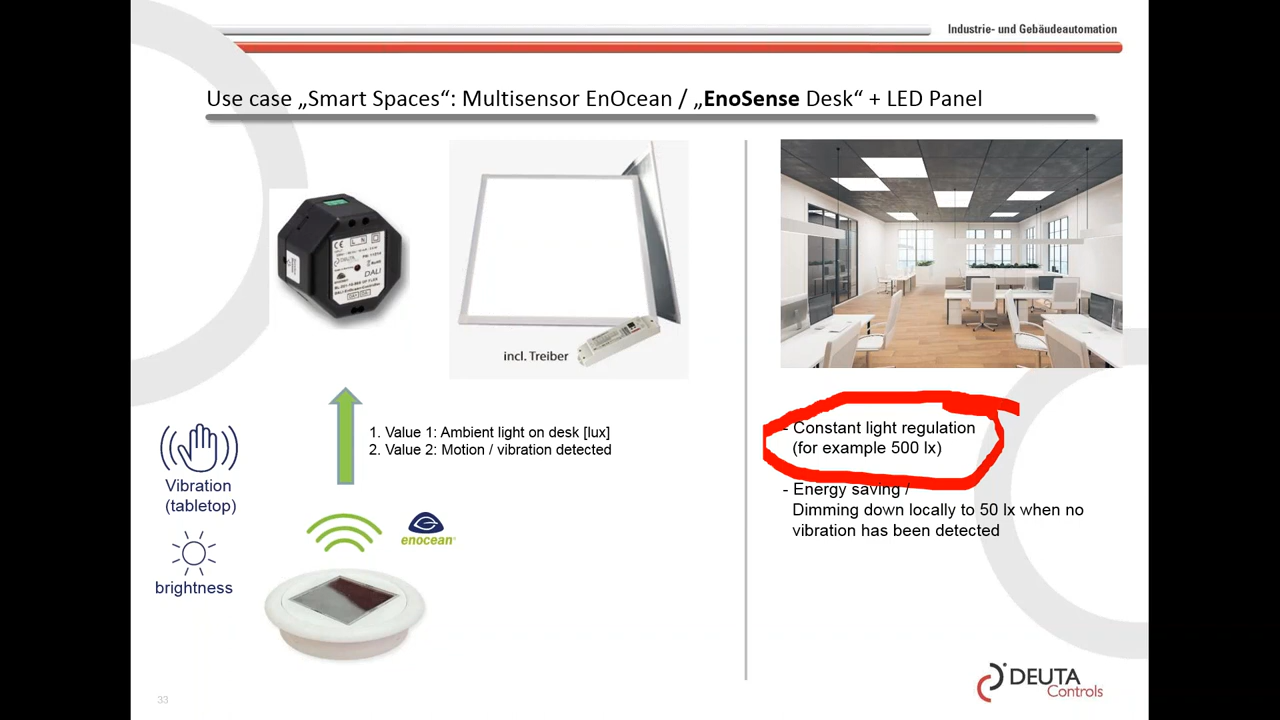 Industrie- und Gebäudeautomation
Use case „Smart Spaces“: Multisensor EnOcean / „EnoSense Desk“ + LED Panel
DALI
incl. Treiber
1. Value 1: Ambient light on desk [lux]
2. Value 2: Motion / vibration detected
Vibration
(tabletop)
enocean
brightness
- Constant light regulation
(for example 500 lx)
- Energy saving /
Dimming down locally to 50 lx when no
vibration has been detected
33
DEUTA
Controls